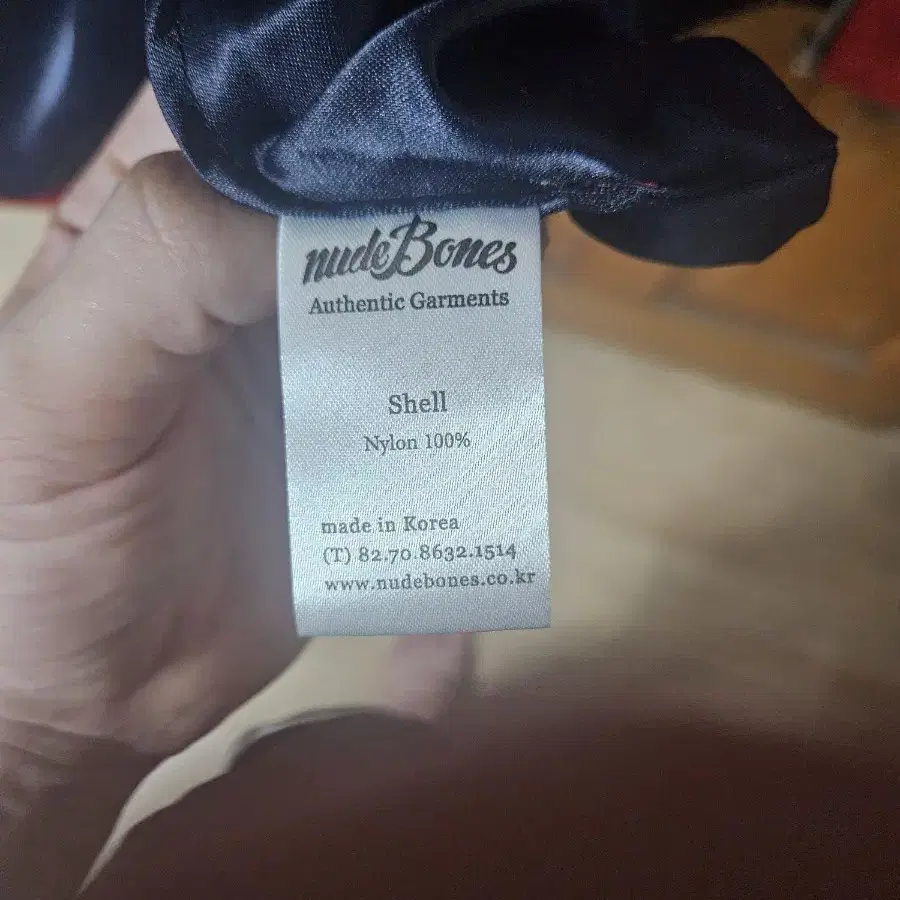 nudeBones
Authentic Garments
Shell
Nylon 100%
made in Korea
(T) 82.70.8632.1514
www.nudebones.co.kr